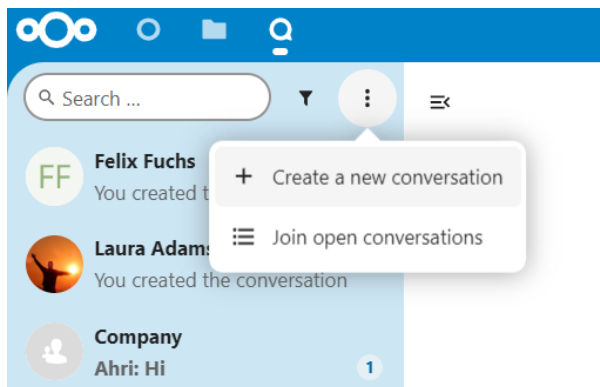 Search ...
FF
Felix Fuchs
You created t
Create a new conversation
Laura Adams
Join open conversations
You created the conversation
Company
Ahri: Hi
1